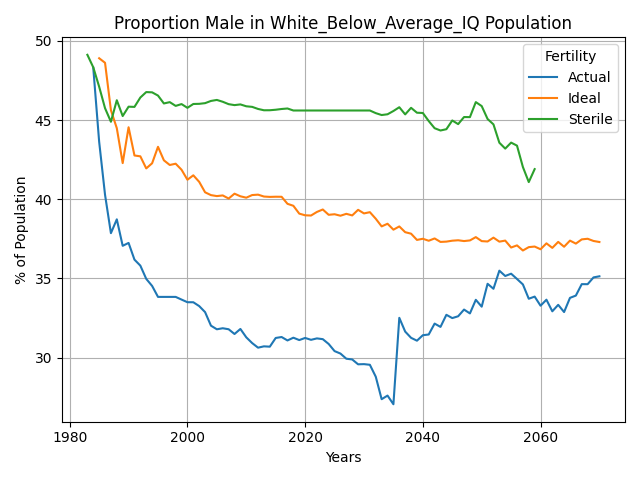 Proportion Male in White_Below_Average_IQ Population
% of Population
50
45
40
35
30
Fertility
Actual
Ideal
Sterile
1980
2000
2020
2040
2060
Years